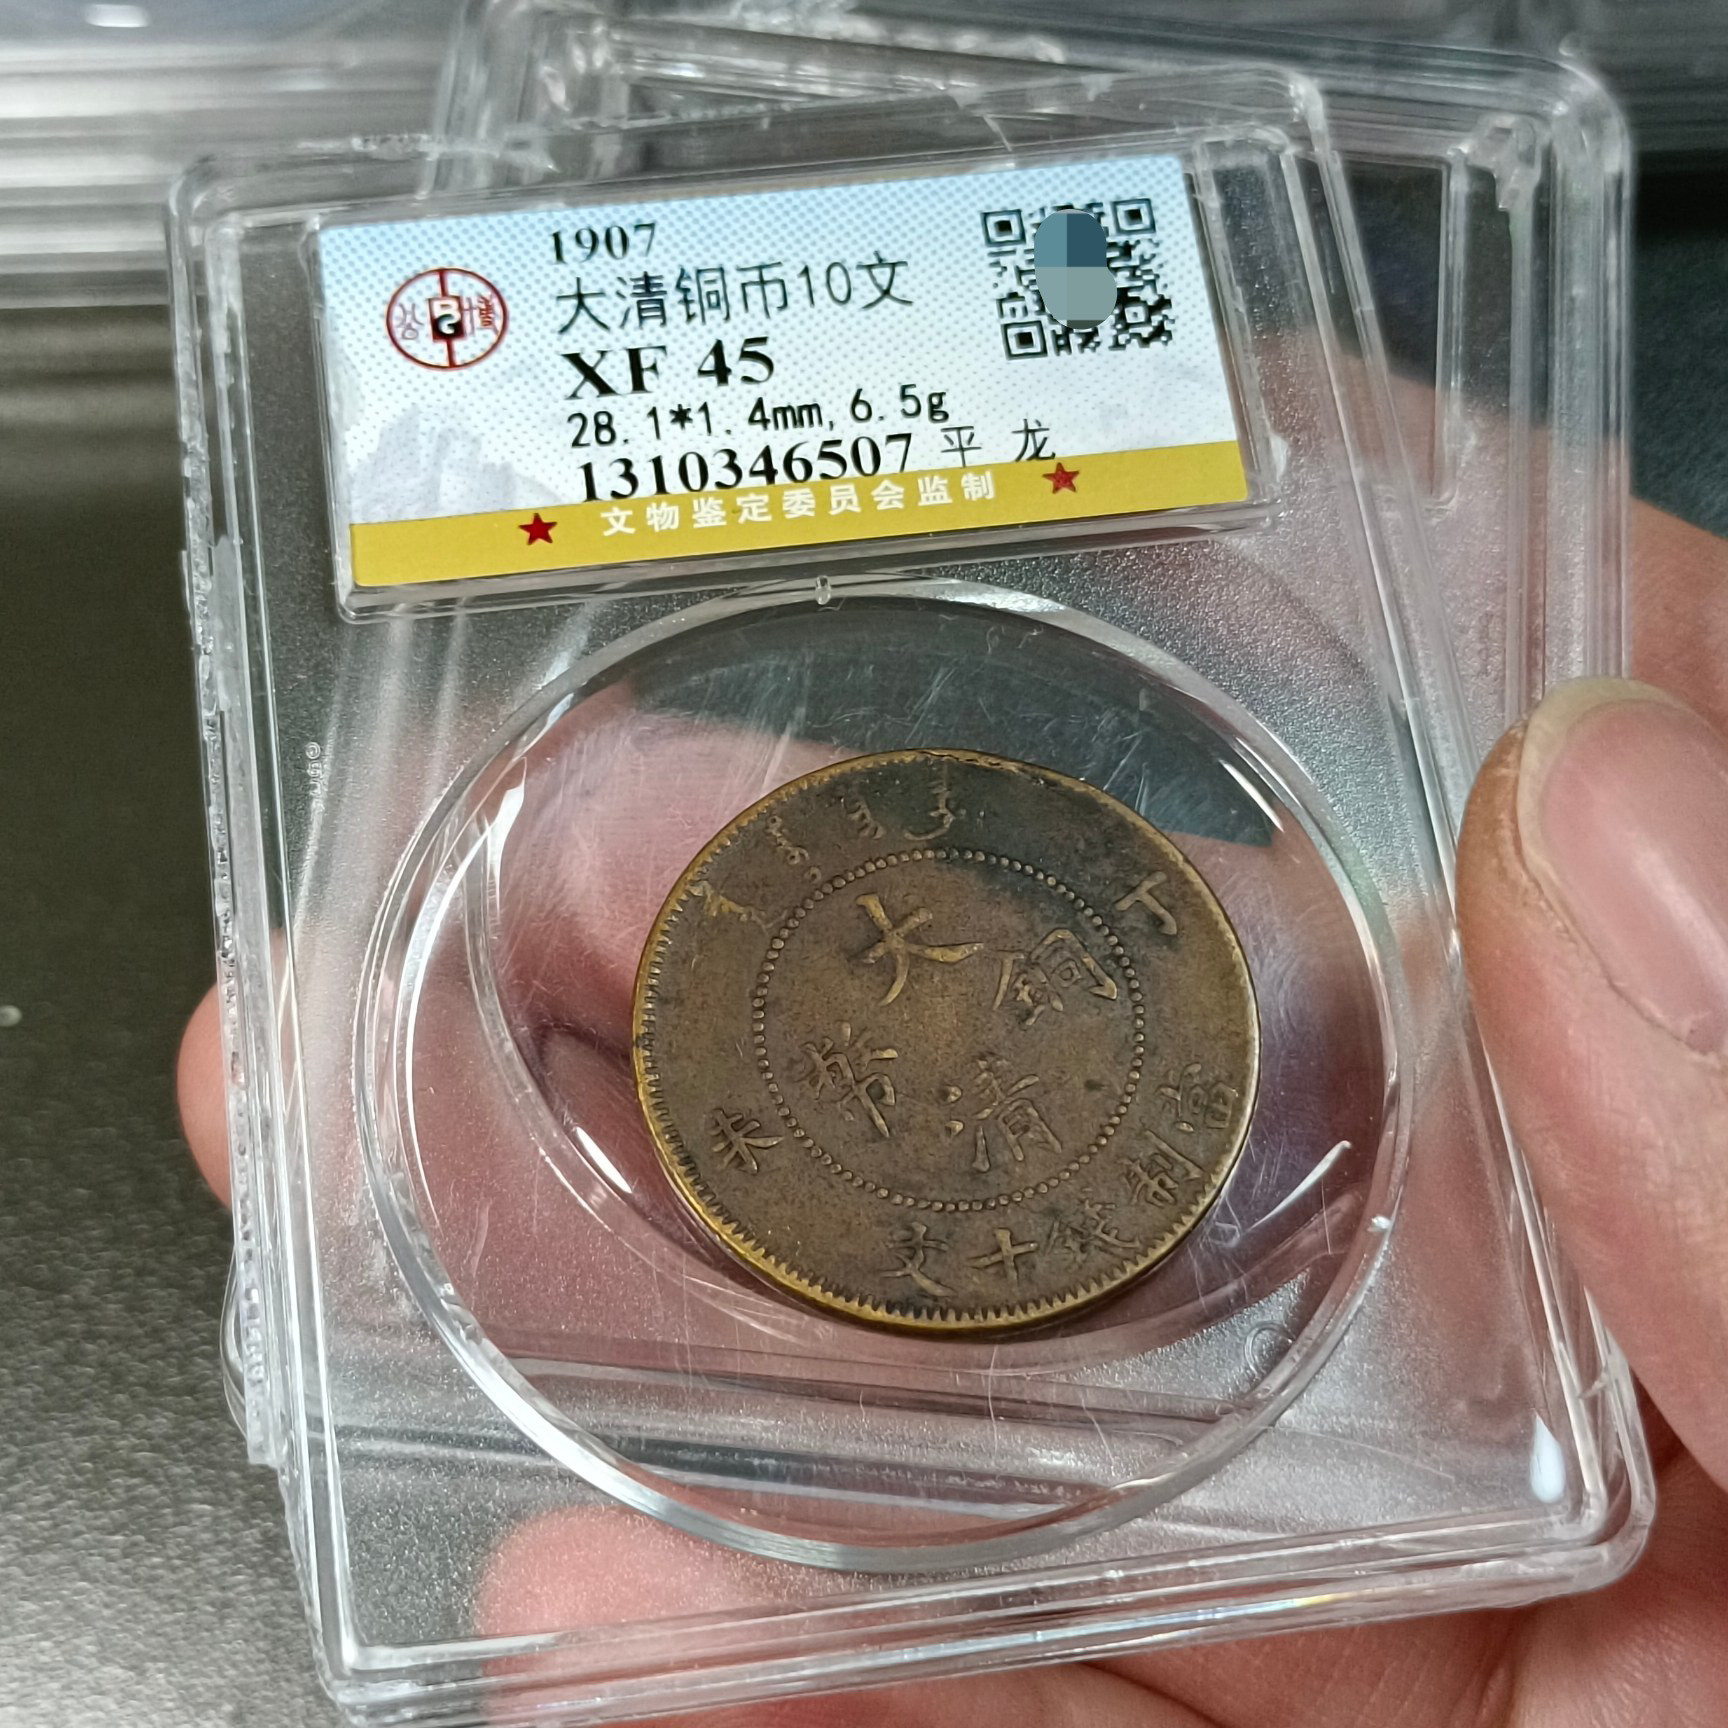 1907
大清铜币10文
XF 45
28.1*1.4mm,6.5g
1310346507 平 龙
文物鉴定委员会监制
公 博
丁
大
銅
幣
清
未
當制錢十文